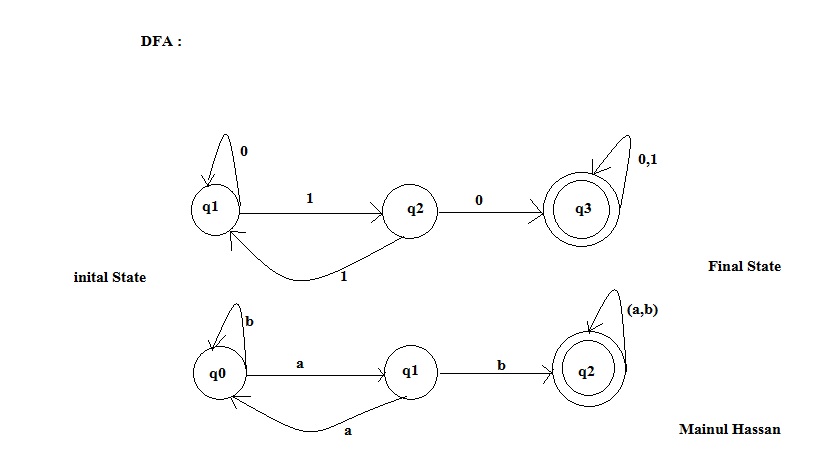 DFA :
0
0,1
q1
1
q2
0
q3
1
inital State
Final State
b
(a,b)
q0
a
q1
b
q2
a
Mainul Hassan